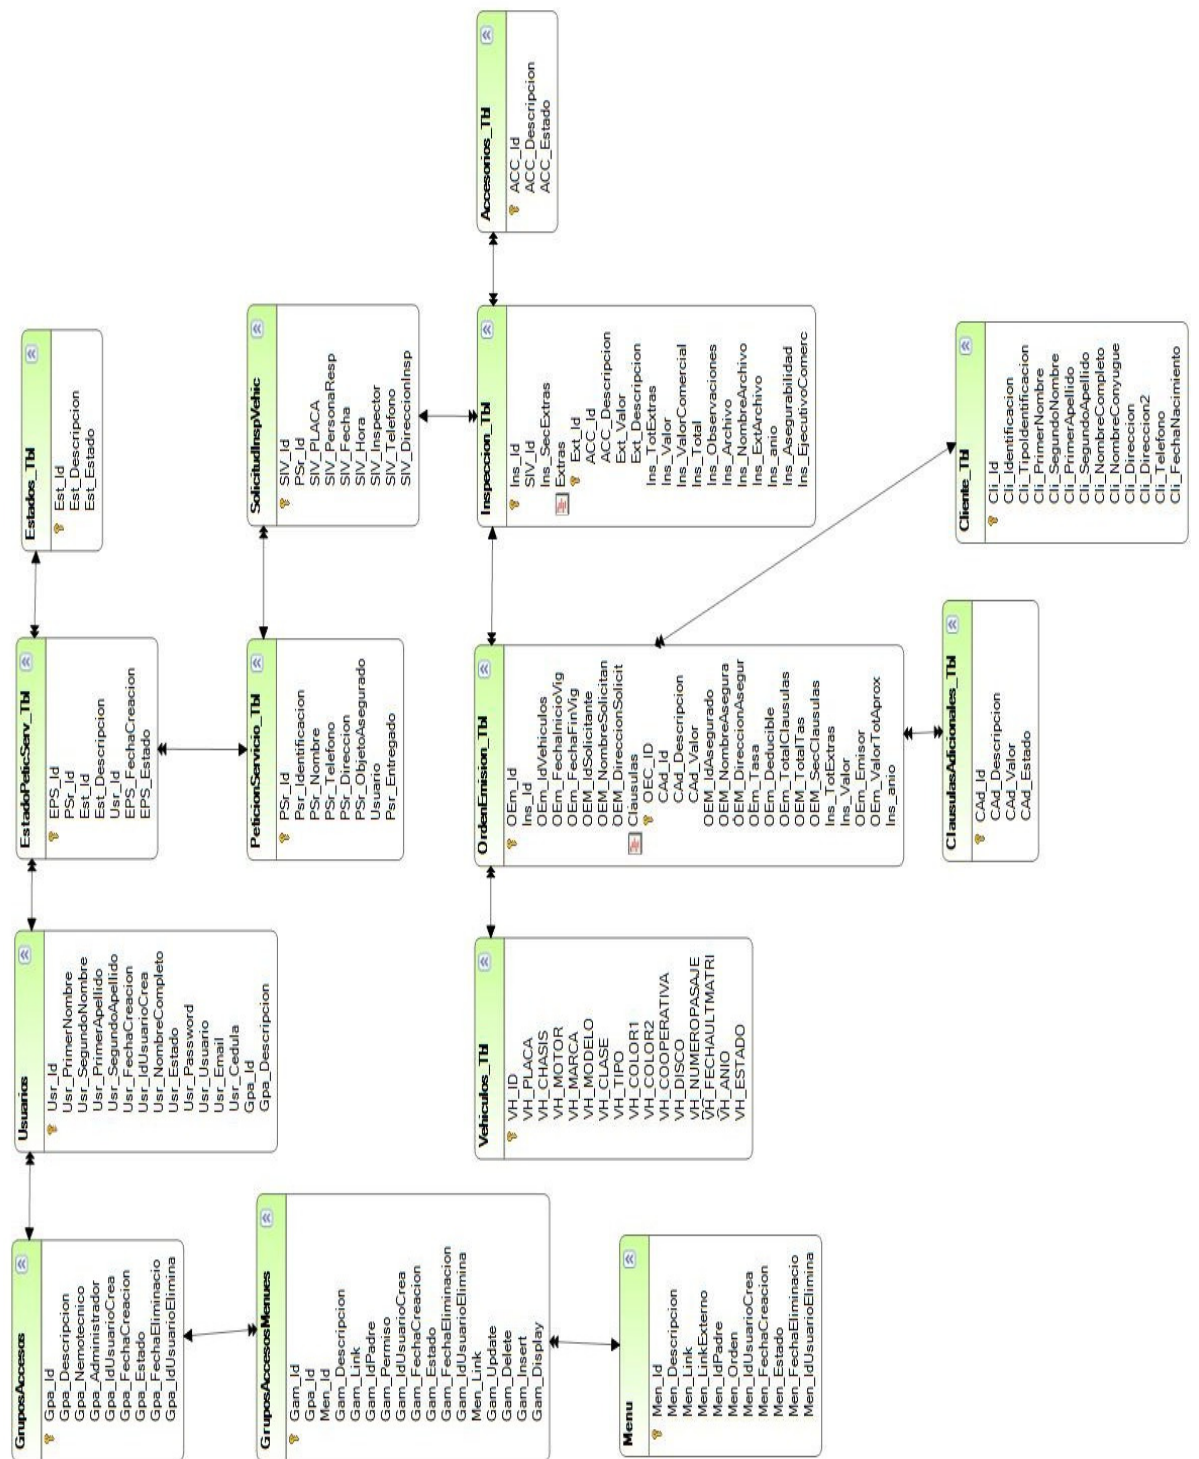 GruposAccesos
Gpa_Id
Gpa_Descripcion
Gpa_Nemotecnico
Gpa_Administrador
Gpa_IdUsuarioCrea
Gpa_FechaCreacion
Gpa_Estado
Gpa_FechaEliminacio
Gpa_IdUsuarioElimina
Usuarios
Usr_Id
Usr_PrimerNombre
Usr_SegundoNombre
Usr_PrimerApellido
Usr_SegundoApellido
Usr_FechaCreacion
Usr_IdUsuarioCrea
Usr_NombreCompleto
Usr_Estado
Usr_Password
Usr_Usuario
Usr_Email
Usr_Cedula
Gpa_Id
Gpa_Descripcion
EstadoPeticServ_Tbl
EPS_Id
PSr_Id
Est_Id
Est_Descripcion
Usr_Id
EPS_FechaCreacion
EPS_Estado
Estados_Tbl
Est_Id
Est_Descripcion
Est_Estado
GruposAccesosMenues
Gam_Id
Gpa_Id
Men_Id
Gam_Descripcion
Gam_Link
Gam_IdPadre
Gam_Permiso
Gam_IdUsuarioCrea
Gam_FechaCreacion
Gam_Estado
Gam_FechaEliminacion
Gam_IdUsuarioElimina
Men_Link
Gam_Update
Gam_Delete
Gam_Insert
Gam_Display
PeticionServicio_Tbl
PSr_Id
Psr_Identificacion
PSr_Nombre
PSr_Telefono
PSr_Direccion
PSr_ObjetoAsegurado
Usuario
Psr_Entregado
SolicitudInspVehic
SIV_Id
PSr_Id
SIV_PLACA
SIV_PersonaResp
SIV_Fecha
SIV_Hora
SIV_Inspector
SIV_Telefono
SIV_DireccionInsp
Vehiculos_Tbl
VH_ID
VH_PLACA
VH_CHASIS
VH_MOTOR
VH_MARCA
VH_MODELO
VH_CLASE
VH_TIPO
VH_COLOR1
VH_COLOR2
VH_COOPERATIVA
VH_DISCO
VH_NUMEROPASAJE
VH_FECHAULTMATRI
VH_ANIO
VH_ESTADO
OrdenEmision_Tbl
OEm_Id
Ins_Id
OEm_IdVehiculos
OEm_FechaInicioVig
OEm_FechaFinVig
OEM_IdSolicitante
OEM_NombreSolicitan
OEM_DireccionSolicit
Clausulas
OEC_ID
CAd_Id
CAd_Descripcion
CAd_Valor
OEM_IdAsegurado
OEM_NombreAsegura
OEM_DireccionAsegur
OEm_Tasa
OEm_Deducible
OEm_TotalClausulas
OEM_TotalTas
OEM_SecClausulas
Ins_TotExtras
Ins_Valor
OEm_Emisor
OEm_ValorTotAprox
Ins_anio
Inspeccion_Tbl
Ins_Id
SIV_Id
Ins_SecExtras
Extras
Ext_Id
ACC_Id
ACC_Descripcion
Ext_Valor
Ext_Descripcion
Ins_TotExtras
Ins_Valor
Ins_ValorComercial
Ins_Total
Ins_Observaciones
Ins_Archivo
Ins_NombreArchivo
Ins_ExtArchivo
Ins_anio
Ins_Asegurabilidad
Ins_EjecutivoComerc
Accesorios_Tbl
ACC_Id
ACC_Descripcion
ACC_Estado
Menu
Men_Id
Men_Descripcion
Men_Link
Men_LinkExterno
Men_IdPadre
Men_Orden
Men_IdUsuarioCrea
Men_FechaCreacion
Men_Estado
Men_FechaEliminacio
Men_IdUsuarioElimina
ClausulasAdicionales_Tbl
CAd_Id
CAd_Descripcion
CAd_Valor
CAd_Estado
Cliente_Tbl
Cli_Id
Cli_Identificacion
Cli_TipoIdentificacion
Cli_PrimerNombre
Cli_SegundoNombre
Cli_PrimerApellido
Cli_SegundoApellido
Cli_NombreCompleto
Cli_NombreConyugue
Cli_Direccion
Cli_Direccion2
Cli_Telefono
Cli_FechaNacimiento